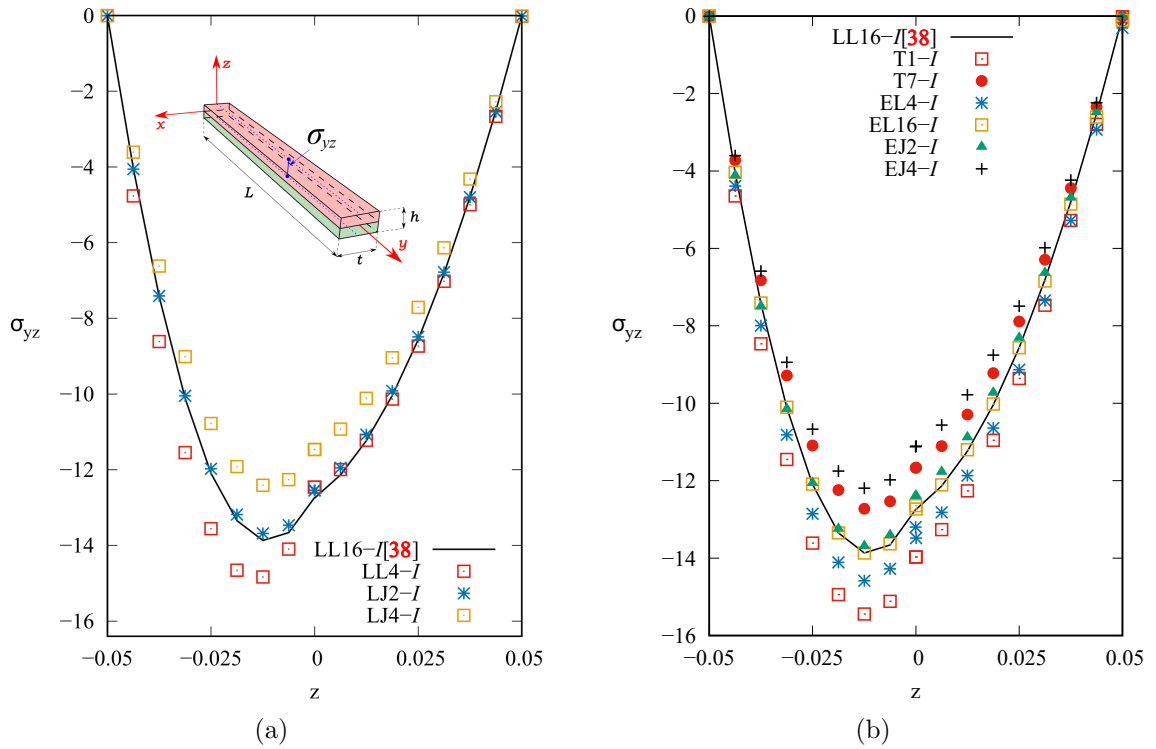 0
−2
−4
−6
−8
−10
−12
−14
−16
−0.05
−0.025
0
0.025
0.05
σyz
z
z
x
σyz
L
h
t
y
LL16−I[38]
LL4−I
LJ2−I
LJ4−I
(a)
0
−2
−4
−6
−8
−10
−12
−14
−16
−0.05
−0.025
0
0.025
0.05
σyz
z
LL16−I[38]
T1−I
T7−I
EL4−I
EL16−I
EJ2−I
EJ4−I
(b)